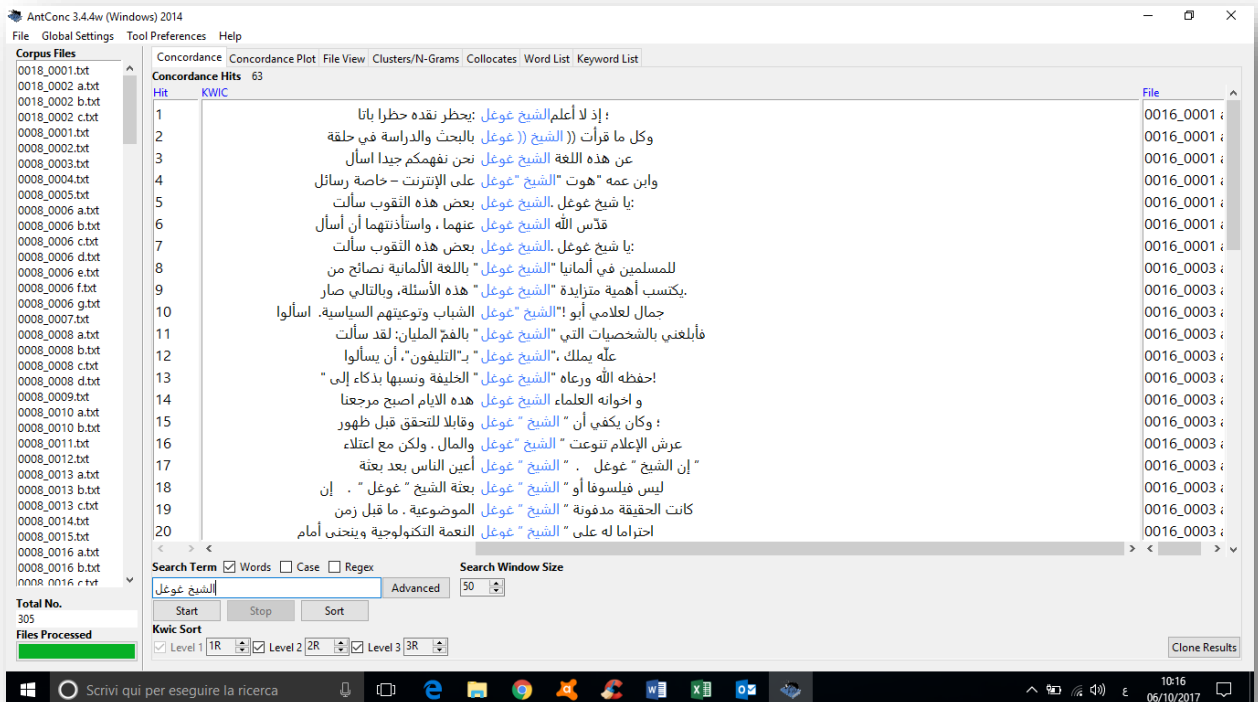 AntConc 3.4.4w (Windows) 2014
File Global Settings Tool Preferences Help
Corpus Files
0018_0001.txt
0018_0002 a.txt
0018_0002 b.txt
0018_0002 c.txt
0008_0001.txt
0008_0002.txt
0008_0003.txt
0008_0004.txt
0008_0005.txt
0008_0006 a.txt
0008_0006 b.txt
0008_0006 c.txt
0008_0006 d.txt
0008_0006 e.txt
0008_0006 f.txt
0008_0006 g.txt
0008_0007.txt
0008_0008 a.txt
0008_0008 b.txt
0008_0008 c.txt
0008_0008 d.txt
0008_0009.txt
0008_0010 a.txt
0008_0010 b.txt
0008_0011.txt
0008_0012.txt
0008_0013 a.txt
0008_0013 b.txt
0008_0013 c.txt
0008_0014.txt
0008_0015.txt
0008_0016 a.txt
0008_0016 b.txt
0008_0016 c.txt
Total No.
305
Files Processed
Concordance Concordance Plot File View Clusters/N-Grams Collocates Word List Keyword List
Concordance Hits 63
Hit KWIC File
1 ؛ إذ لا أعلمالشيخ غوغل :يحظر نقده حظرا باتا 0016_0001
2 وكل ما قرأت (( الشيخ (( غوغل بالبحث والدراسة في حلقة 0016_0001
3 عن هذه اللغة الشيخ غوغل نحن نفهمكم جيدا اسأل 0016_0001
4 وابن عمه "هوت "الشيخ "غوغل على الإنترنت – خاصة رسائل 0016_0001
5 :يا شيخ غوغل .الشيخ غوغل بعض هذه الثقوب سألت 0016_0001
6 قدّس الله الشيخ غوغل عنهما ، واستأذنتهما أن أسأل 0016_0001
7 :يا شيخ غوغل .الشيخ غوغل بعض هذه الثقوب سألت 0016_0001
8 للمسلمين في ألمانيا "الشيخ غوغل" باللغة الألمانية نصائح من 0016_0003
9 .يكتسب أهمية متزايدة "الشيخ غوغل" هذه الأسئلة، وبالتالي صار 0016_0003
10 جمال لعلامي أبو !"الشيخ "غوغل الشباب وتوعيتهم السياسية. اسألوا 0016_0003
11 فأبلغني بالشخصيات التي "الشيخ غوغل" بالفمّ المليان: لقد سألت 0016_0003
12 علّه يملك ،"الشيخ غوغل" بـ"التليفون"، أن يسألوا 0016_0003
13 !حفظه الله ورعاه "الشيخ غوغل" الخليفة ونسبها بذكاء إلى " 0016_0003
14 و اخوانه العلماء الشيخ غوغل هده الايام اصبح مرجعنا 0016_0003
15 ؛ وكان يكفي أن “ الشيخ “ غوغل وقابلا للتحقق قبل ظهور 0016_0003
16 عرش الإعلام تنوعت “ الشيخ “غوغل والمال . ولكن مع اعتلاء 0016_0003
17 “ إن الشيخ “ غوغل . “ الشيخ “ غوغل أعين الناس بعد بعثة 0016_0003
18 ليس فيلسوفا أو “ الشيخ “ غوغل بعثة الشيخ “ غوغل “ . إن 0016_0003
19 كانت الحقيقة مدفونة “ الشيخ “ غوغل الموضوعية . ما قبل زمن 0016_0003
20 احتراما له على “ الشيخ “ غوغل النعمة التكنولوجية وينحني أمام 0016_0003
Search Term Words Case Regex Search Window Size
الشيخ غوغل Advanced 50
Start Stop Sort
Kwic Sort
Level 1 1R Level 2 2R Level 3 3R Clone Results
Scrivi qui per eseguire la ricerca
ع
10:16
06/10/2017